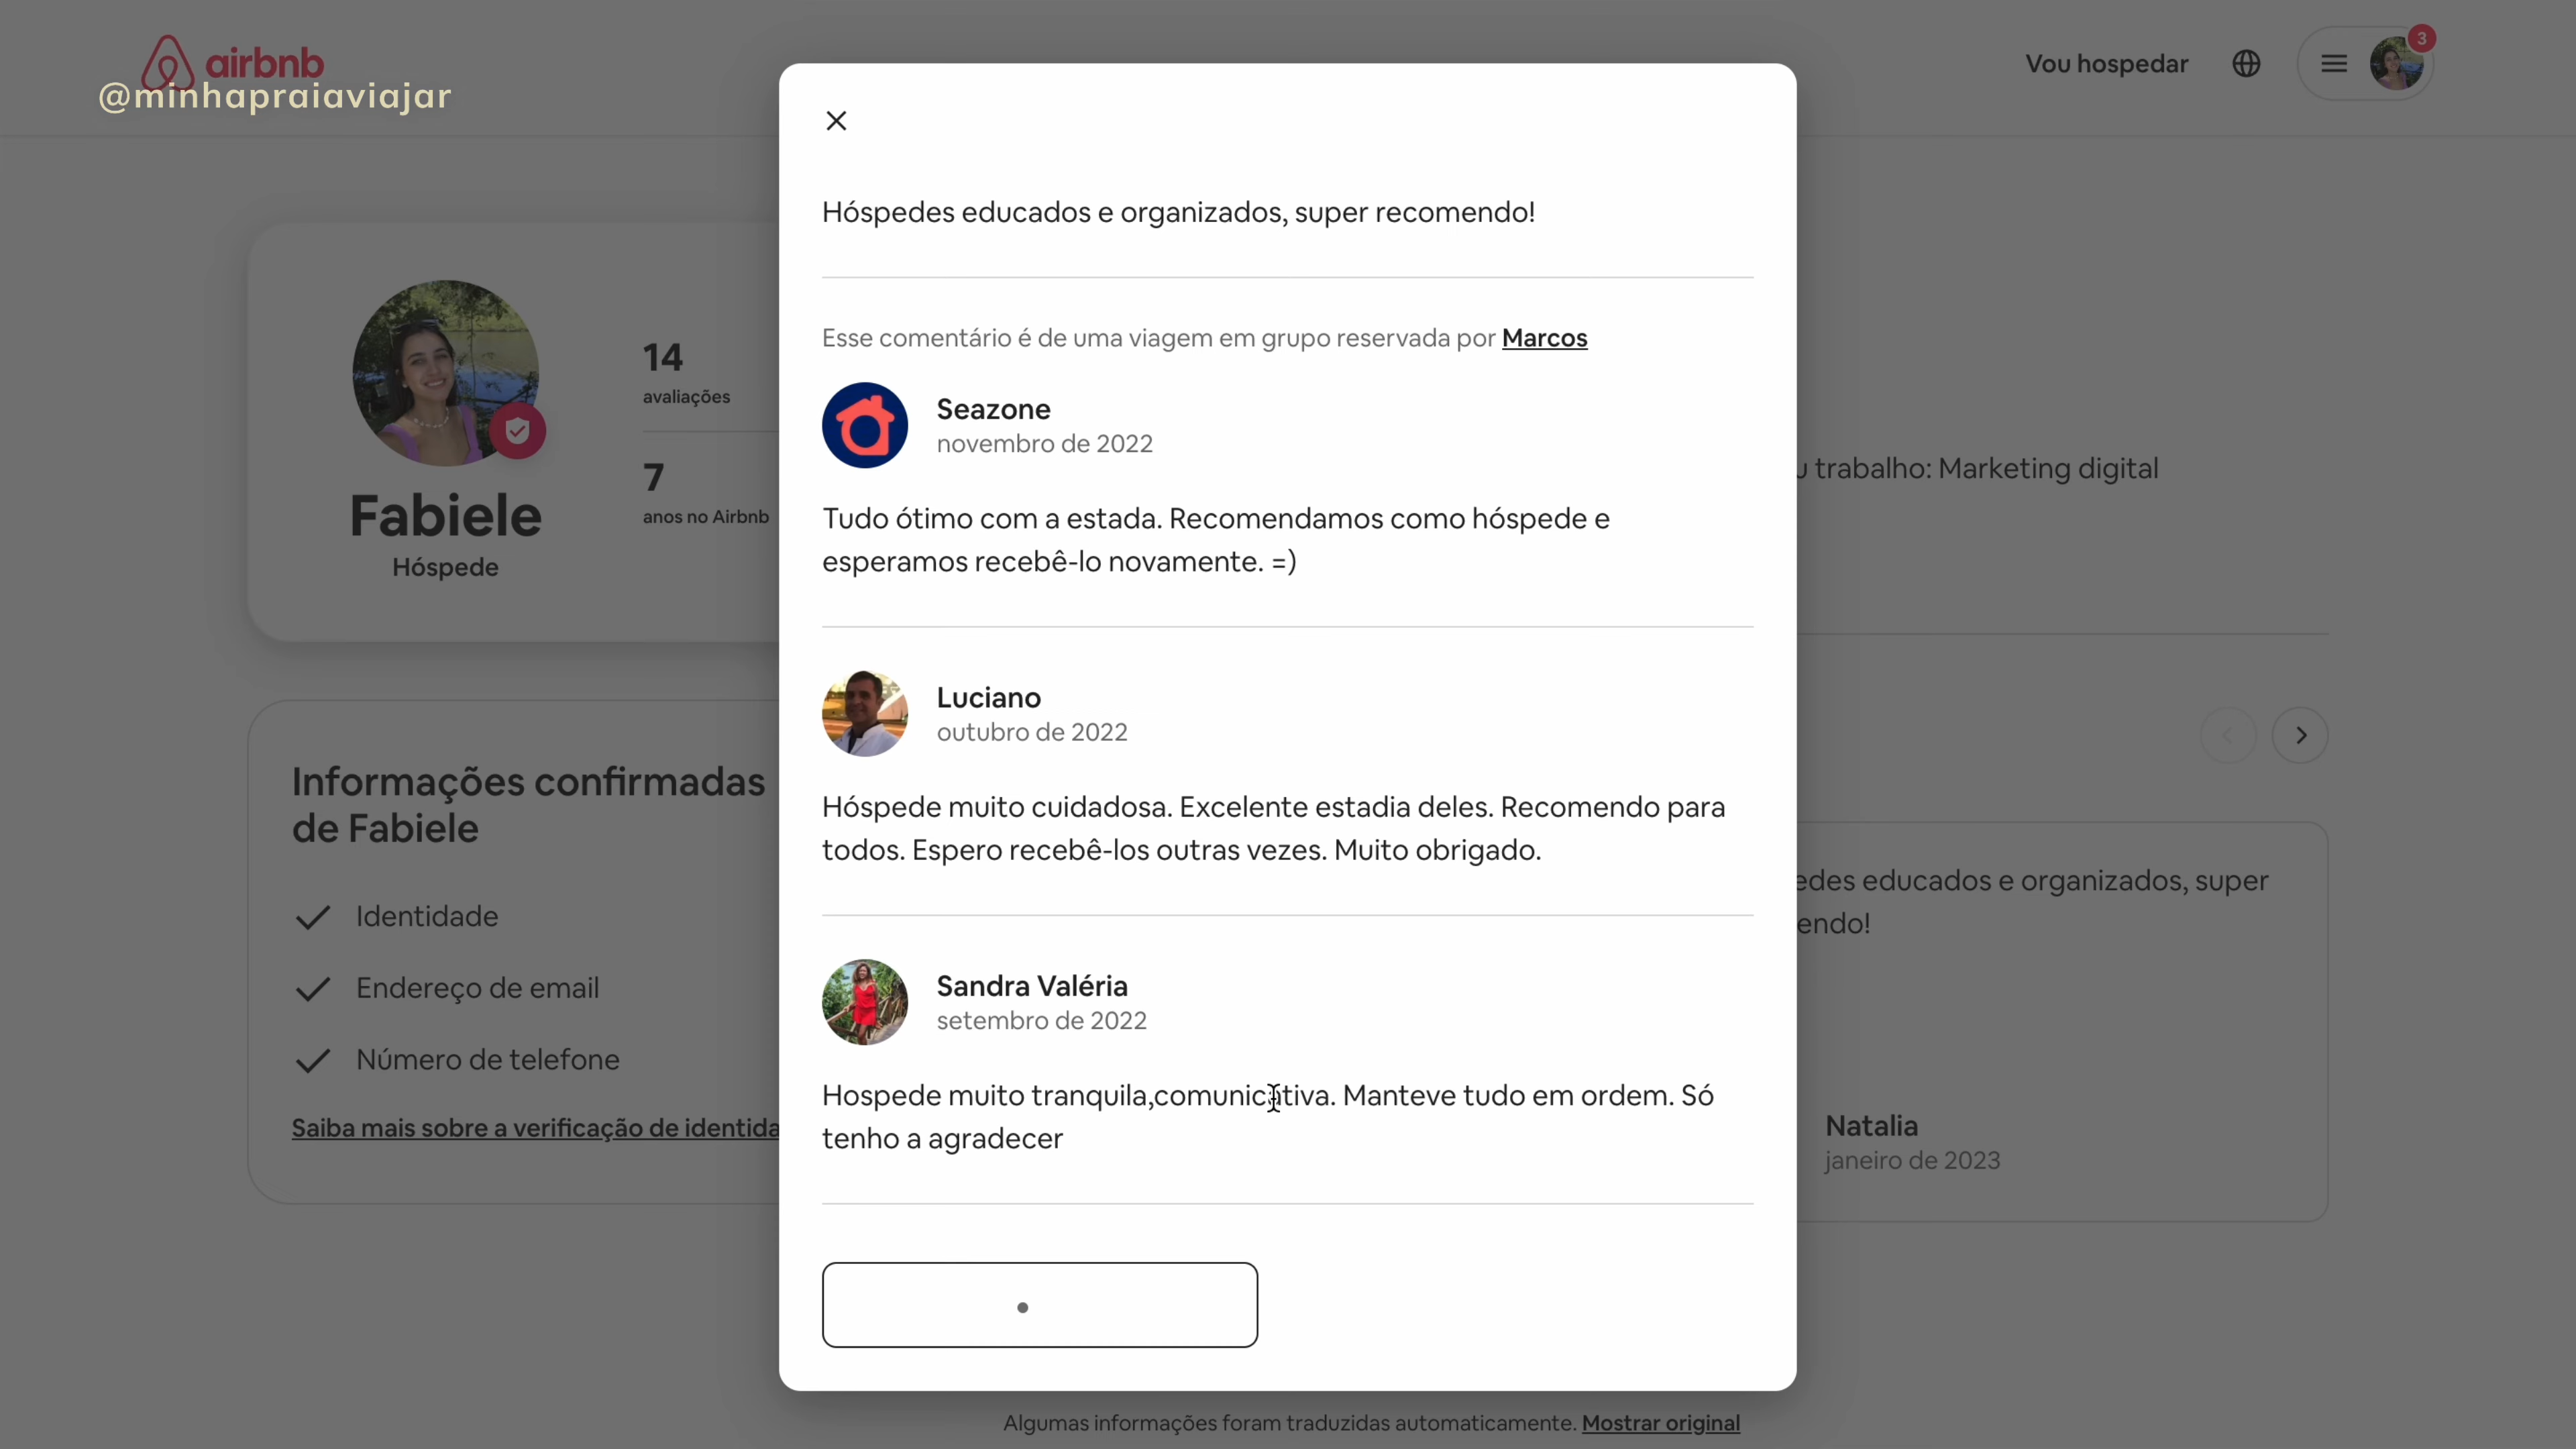 airbnb
@minhapraiaviajar
Vou hospedar
3
14
avaliações
7
anos no Airbnb
Fabiele
Hóspede
Informações confirmadas
de Fabiele
Identidade
Endereço de email
Número de telefone
Saiba mais sobre a verificação de identida
Hóspedes educados e organizados, super recomendo!
Esse comentário é de uma viagem em grupo reservada por Marcos
Seazone
novembro de 2022
Tudo ótimo com a estada. Recomendamos como hóspede e
esperamos recebê-lo novamente. =)
Luciano
outubro de 2022
Hóspede muito cuidadosa. Excelente estadia deles. Recomendo para
todos. Espero recebê-los outras vezes. Muito obrigado.
Sandra Valéria
setembro de 2022
Hospede muito tranquila,comunicativa. Manteve tudo em ordem. Só
tenho a agradecer
u trabalho: Marketing digital
edes educados e organizados, super
endo!
Natalia
janeiro de 2023
Algumas informações foram traduzidas automaticamente. Mostrar original